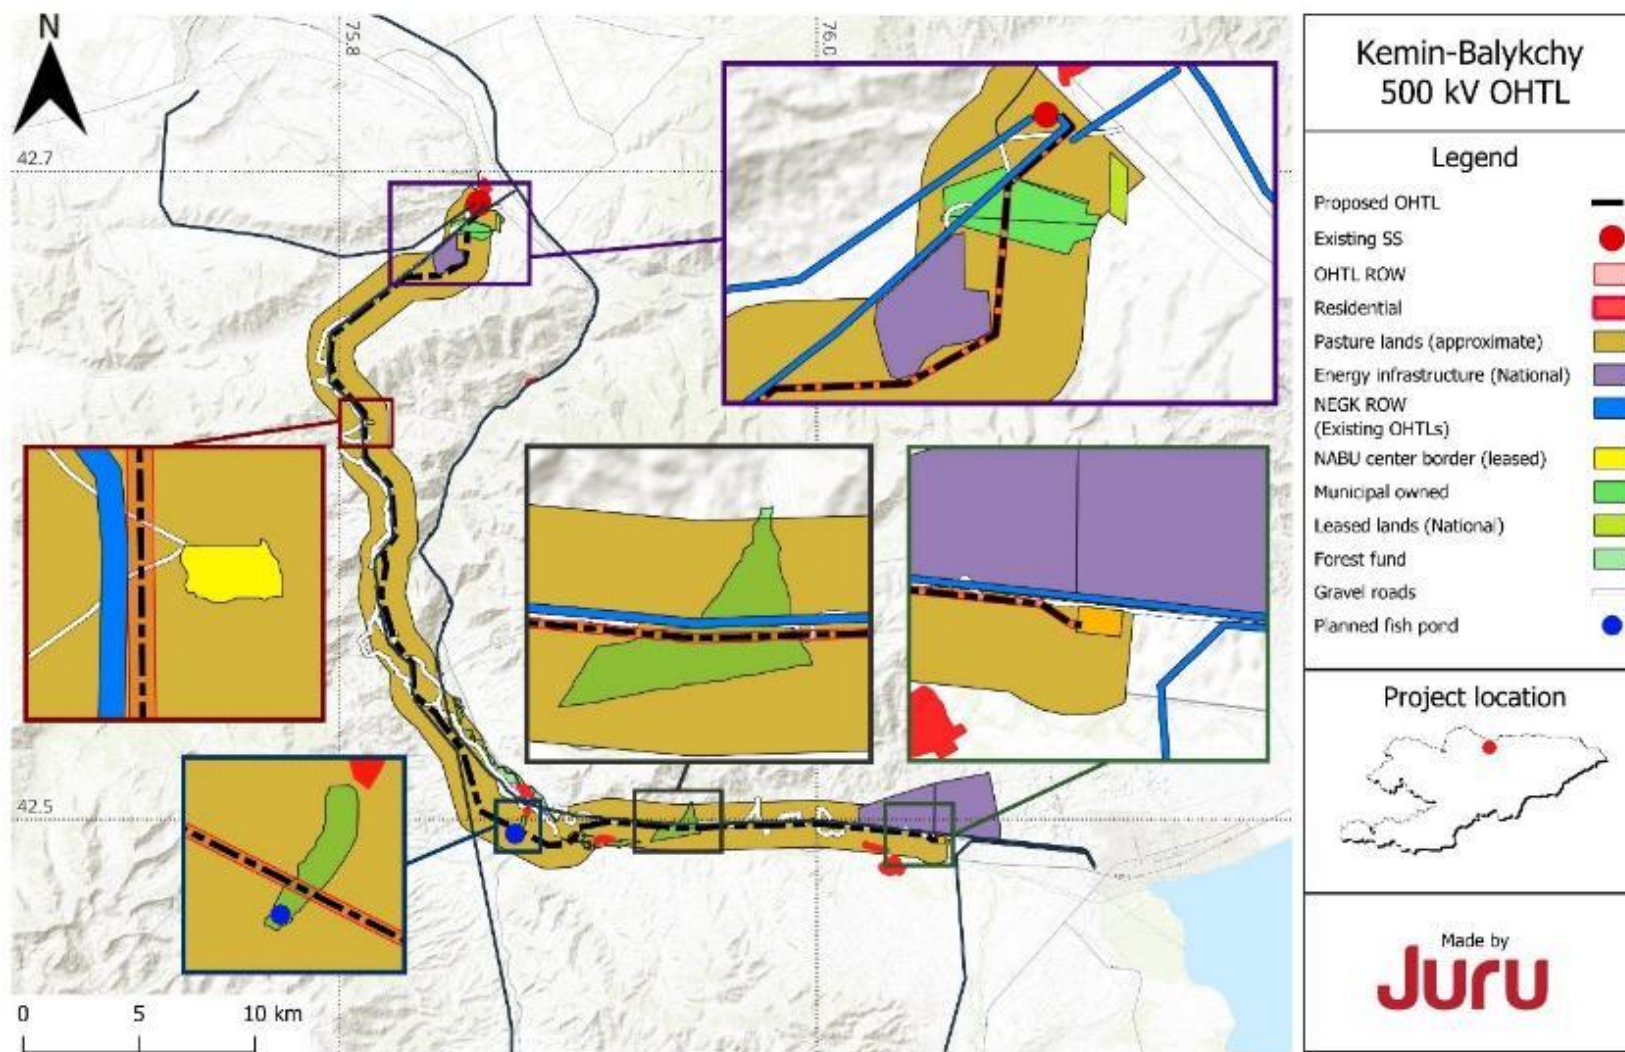 N
75.8
76.0
42.7
42.5
0 5 10 km
Kemin-Balykchy
500 kV OHTL
Legend
Proposed OHTL
Existing SS
OHTL ROW
Residential
Pasture lands (approximate)
Energy infrastructure (National)
NEGK ROW
(Existing OHTLs)
NABU center border (leased)
Municipal owned
Leased lands (National)
Forest fund
Gravel roads
Planned fish pond
Project location
Made by
Juru